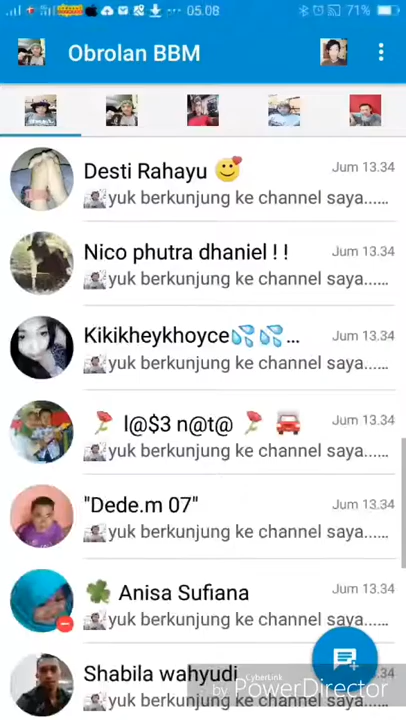 05.08
71%
Obrolan BBM
Desti Rahayu
Jum 13.34
yuk berkunjung ke channel saya......
Nico phutra dhaniel ! !
Jum 13.34
yuk berkunjung ke channel saya......
Kikikheykhoyce💦💦...
Jum 13.34
yuk berkunjung ke channel saya......
🌹 l@$3 n@t@ 🌹 🚘
Jum 13.34
yuk berkunjung ke channel saya......
"Dede.m 07"
Jum 13.34
yuk berkunjung ke channel saya......
🍀 Anisa Sufiana
Jum 13.34
yuk berkunjung ke channel saya......
Shabila wahyudi
3.34
yuk berkunjung ke channel
CyberLink
by PowerDirector